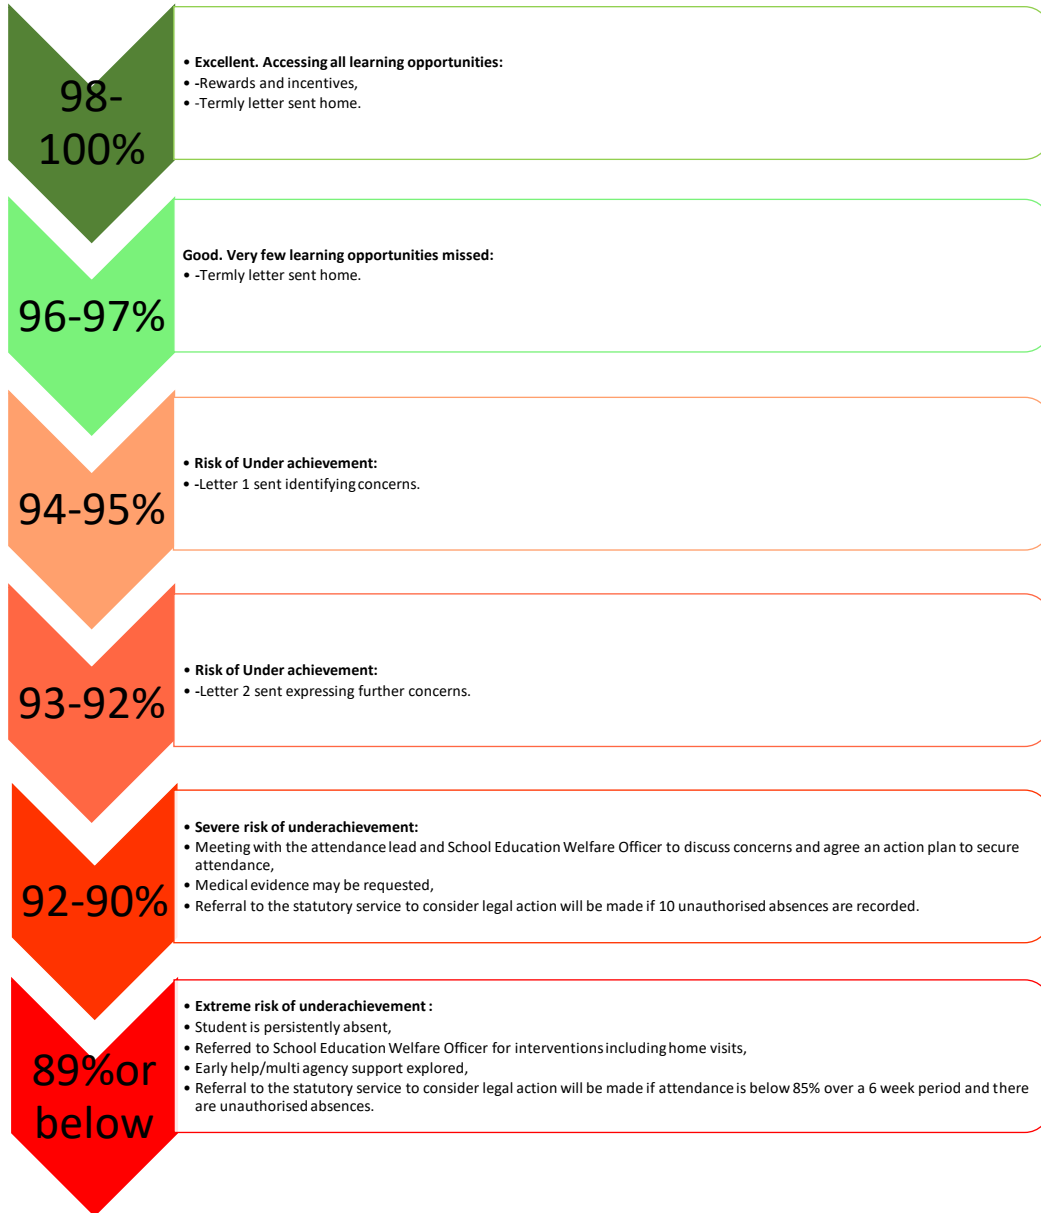 98-
100%
• Excellent. Accessing all learning opportunities:
• -Rewards and incentives,
• -Termly letter sent home.
96-97%
Good. Very few learning opportunities missed:
• -Termly letter sent home.
94-95%
• Risk of Under achievement:
• -Letter 1 sent identifying concerns.
93-92%
• Risk of Under achievement:
• -Letter 2 sent expressing further concerns.
92-90%
• Severe risk of underachievement:
• Meeting with the attendance lead and School Education Welfare Officer to discuss concerns and agree an action plan to secure
attendance,
• Medical evidence may be requested,
• Referral to the statutory service to consider legal action will be made if 10 unauthorised absences are recorded.
89%or
below
• Extreme risk of underachievement :
• Student is persistently absent,
• Referred to School Education Welfare Officer for interventions including home visits,
• Early help/multi agency support explored,
• Referral to the statutory service to consider legal action will be made if attendance is below 85% over a 6 week period and there
are unauthorised absences.